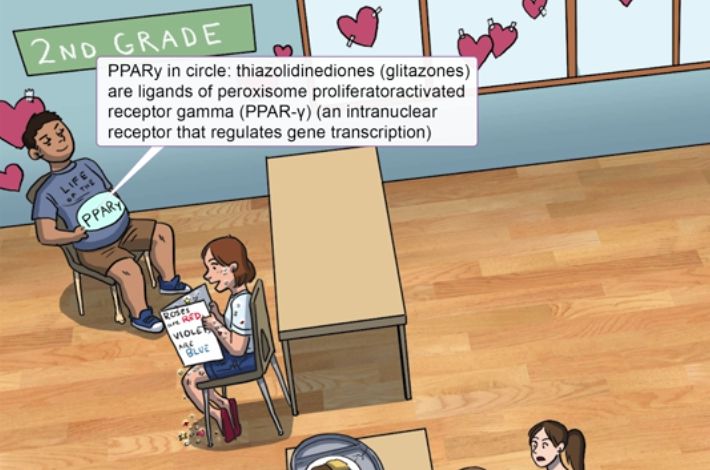 2ND GRADE
PPARy in circle: thiazolidinediones (glitazones)
are ligands of peroxisome proliferatoractivated
receptor gamma (PPAR-γ) (an intranuclear
receptor that regulates gene transcription)
LIFE
OF THE
PPARγ
ROSES
are RED
VIOLETS
ARE
BLUE